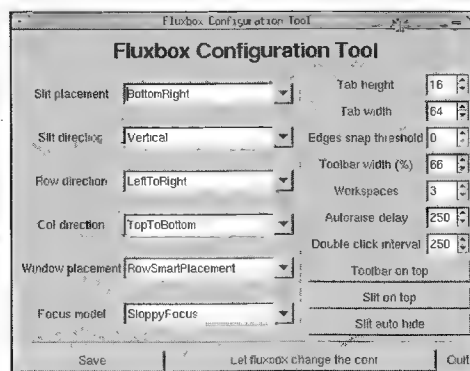 Fluxbox Configuration Tool
Fluxbox Configuration Tool
Slit placement BottomRight
Slit direction Vertical
Row direction LeftToRight
Col direction TopToBottom
Window placement RowSmartPlacement
Focus model SloppyFocus
Tab height 16
Tab width 64
Edges snap threshold 0
Toolbar width (%) 66
Workspaces 3
Autoraise delay 250
Double click interval 250
Toolbar on top
Slit on top
Slit auto hide
Save Let fluxbox change the cont Quit